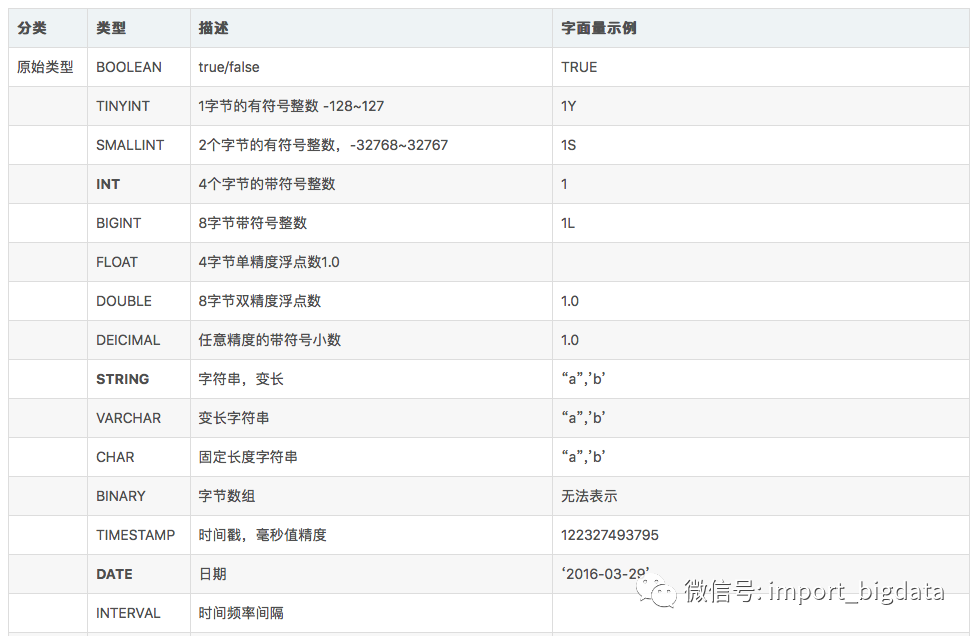 分类 类型 描述 字面量示例
原始类型 BOOLEAN true/false TRUE
TINYINT 1字节的有符号整数 -128~127 1Y
SMALLINT 2个字节的有符号整数，-32768~32767 1S
INT 4个字节的带符号整数 1
BIGINT 8字节带符号整数 1L
FLOAT 4字节单精度浮点数1.0
DOUBLE 8字节双精度浮点数 1.0
DEICIMAL 任意精度的带符号小数 1.0
STRING 字符串，变长 “a”,’b’
VARCHAR 变长字符串 “a”,’b’
CHAR 固定长度字符串 “a”,’b’
BINARY 字节数组 无法表示
TIMESTAMP 时间戳，毫秒值精度 122327493795
DATE 日期 ‘2016-03-29’
INTERVAL 时间频率间隔
微信号: import_bigdata